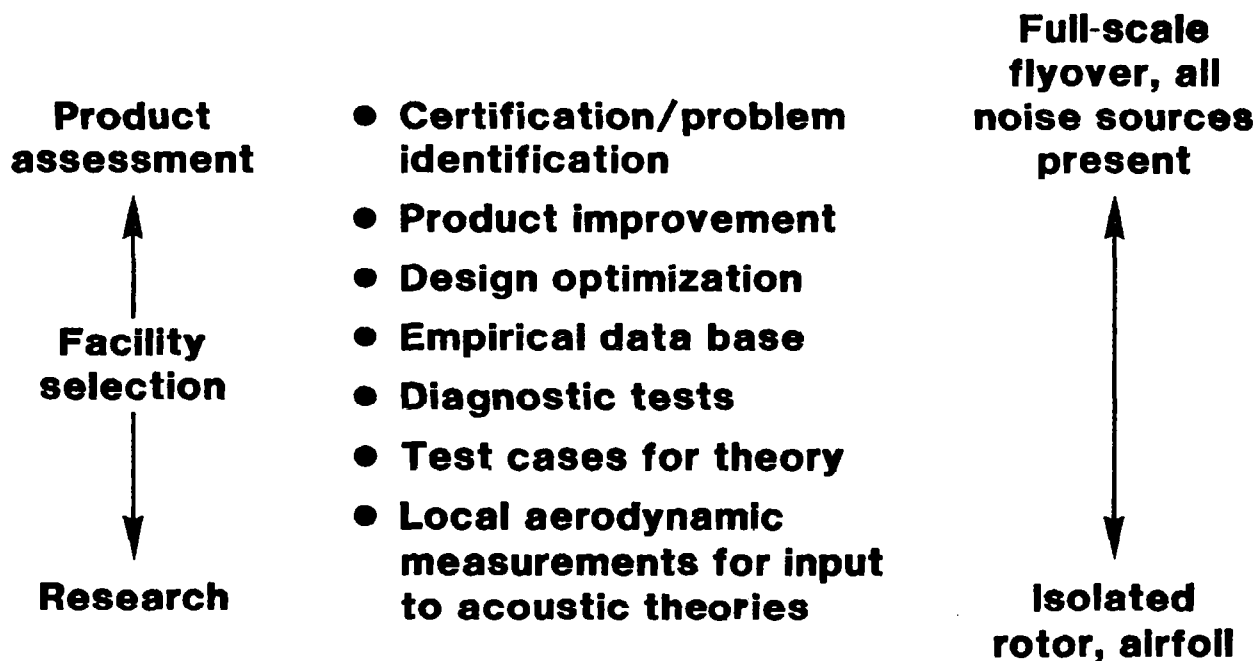 Product
assessment
Facility
selection
Research
● Certification/problem
identification
● Product improvement
● Design optimization
● Empirical data base
● Diagnostic tests
● Test cases for theory
● Local aerodynamic
measurements for input
to acoustic theories
Full-scale
flyover, all
noise sources
present
Isolated
rotor, airfoil